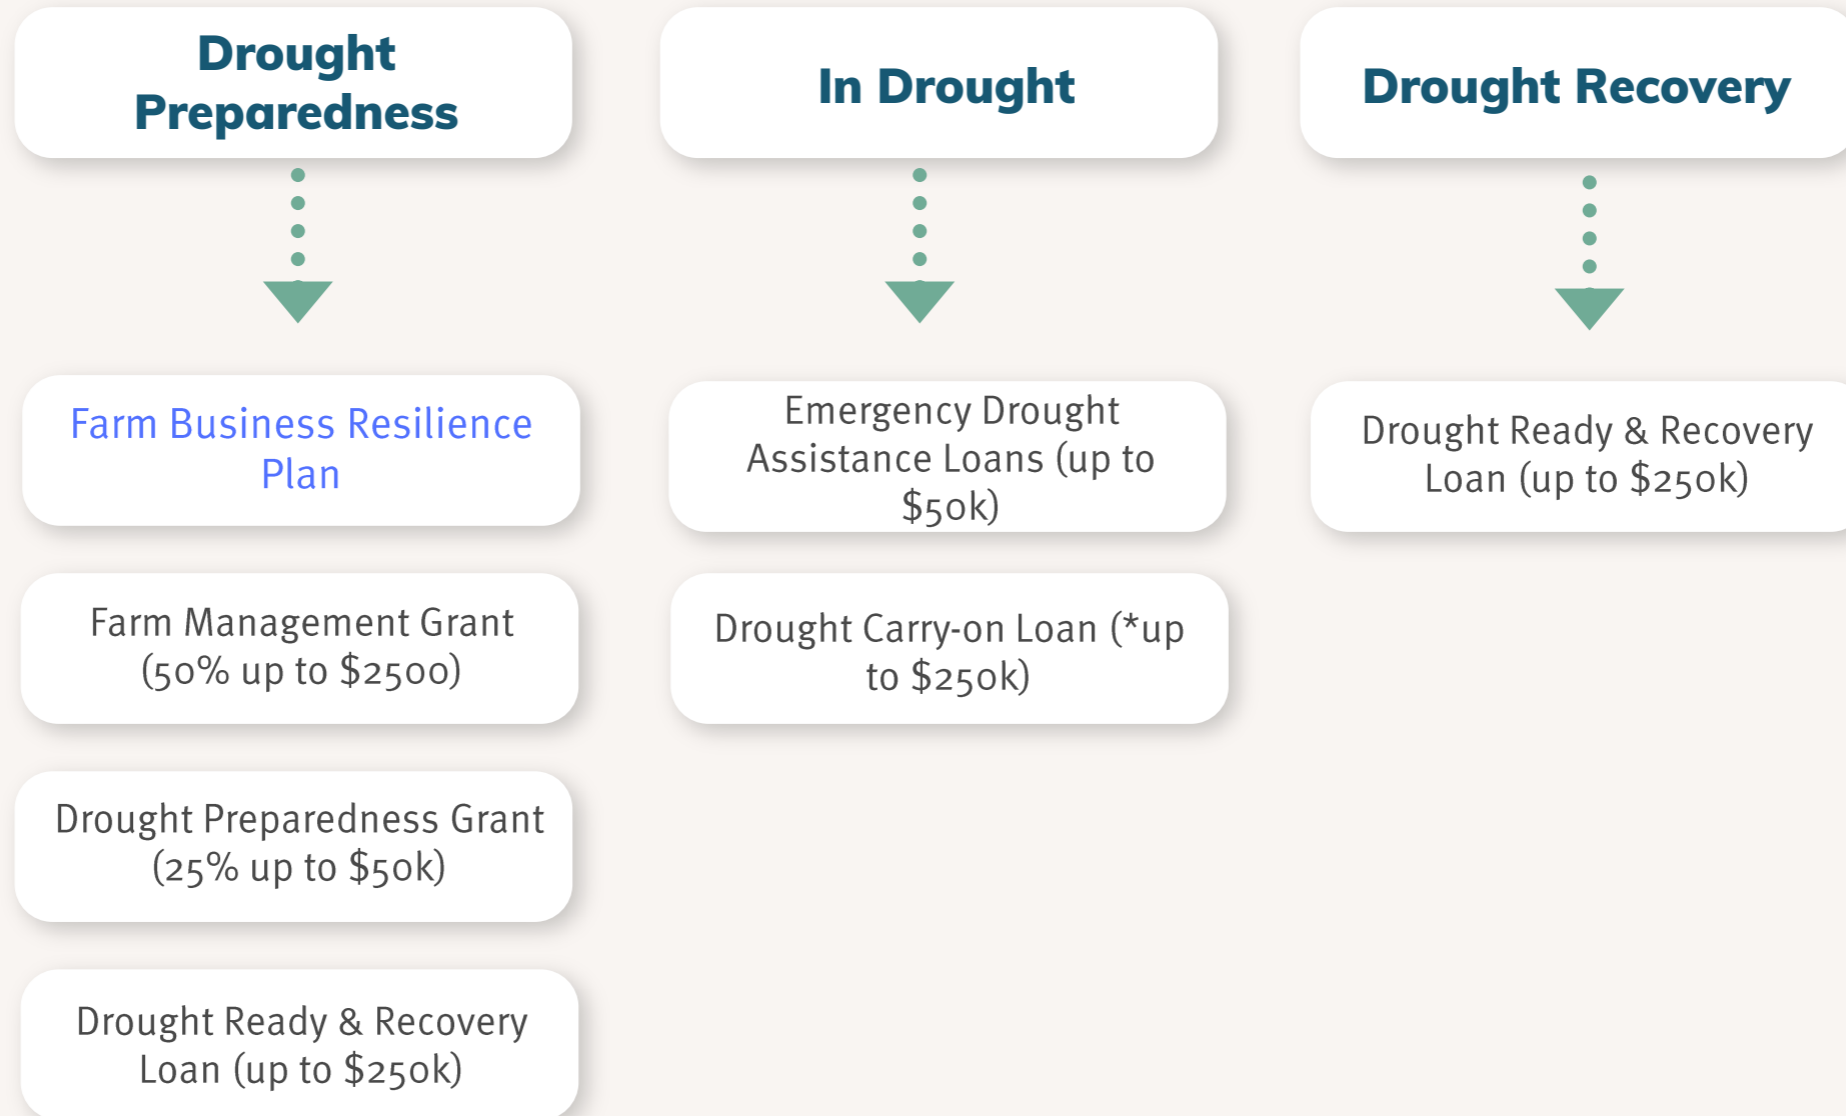 Drought
Preparedness
In Drought
Drought Recovery
Farm Business Resilience
Plan
Farm Management Grant
(50% up to $2500)
Drought Preparedness Grant
(25% up to $50k)
Drought Ready & Recovery
Loan (up to $250k)
Emergency Drought
Assistance Loans (up to
$50k)
Drought Carry-on Loan (*up
to $250k)
Drought Ready & Recovery
Loan (up to $250k)